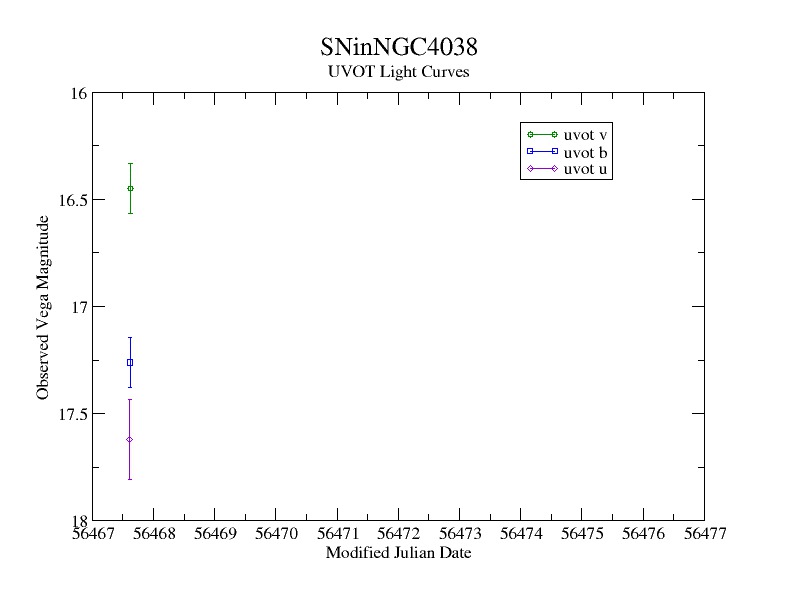 SNinNGC4038
UVOT Light Curves
16
16.5
17
17.5
18
Observed Vega Magnitude
uvot v
uvot b
uvot u
56467 56468 56469 56470 56471 56472 56473 56474 56475 56476 56477
Modified Julian Date